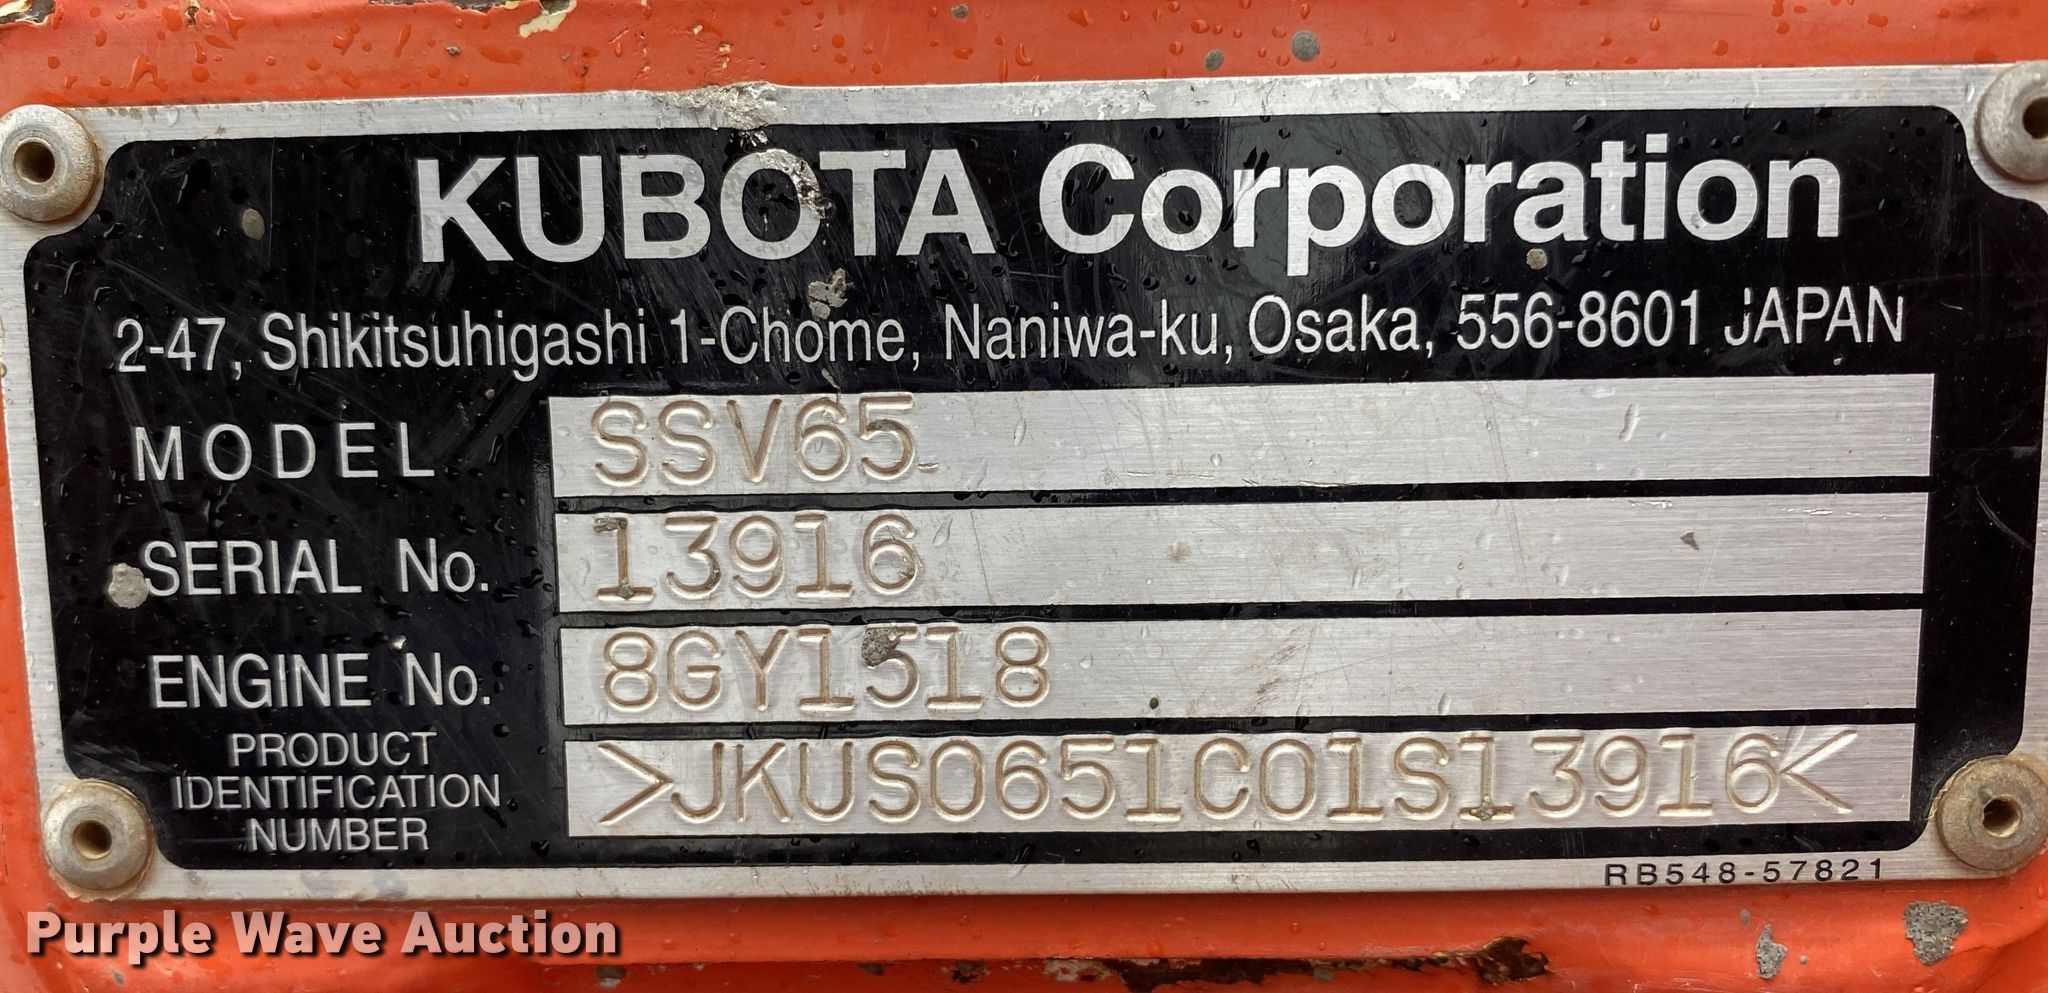 KUBOTA Corporation
2-47, Shikitsuhigashi 1-Chome, Naniwa-ku, Osaka, 556-8601 JAPAN
MODEL SSV65
SERIAL No. 13916
ENGINE No. 8GY1518
PRODUCT
IDENTIFICATION
NUMBER
>JKUS0651C01S13916<
RB548-57821
Purple Wave Auction